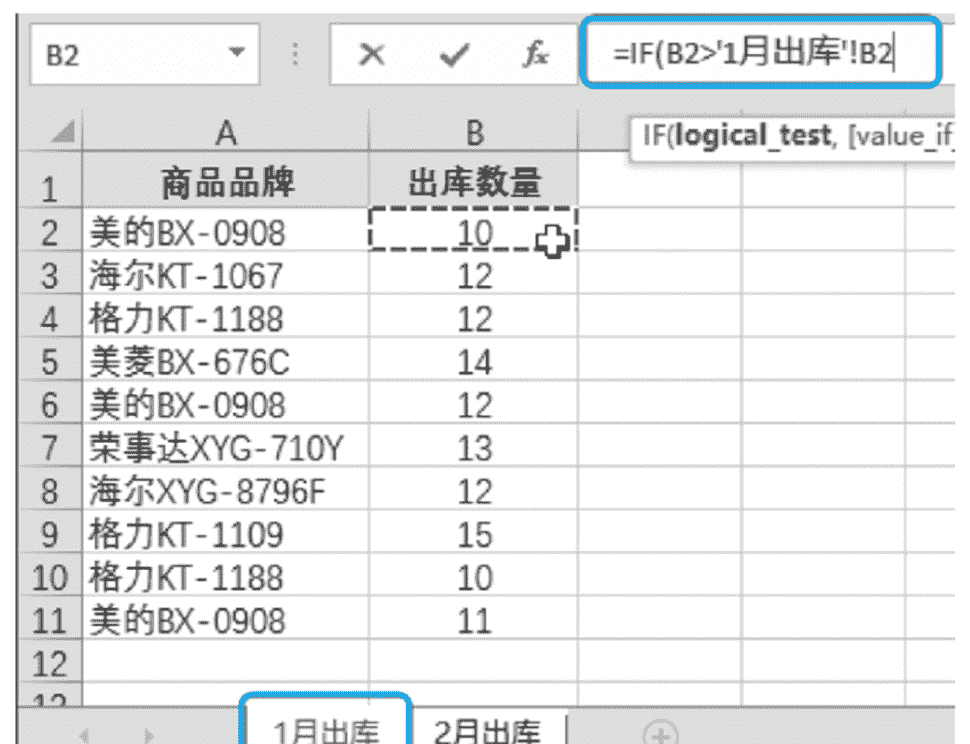 B2 =IF(B2>'1月出库'!B2
IF(logical_test, [value_if
A B
1 商品品牌 出库数量
2 美的BX-0908 10
3 海尔KT-1067 12
4 格力KT-1188 12
5 美菱BX-676C 14
6 美的BX-0908 12
7 荣事达XYG-710Y 13
8 海尔XYG-8796F 12
9 格力KT-1109 15
10 格力KT-1188 10
11 美的BX-0908 11
12
1月出库 2月出库